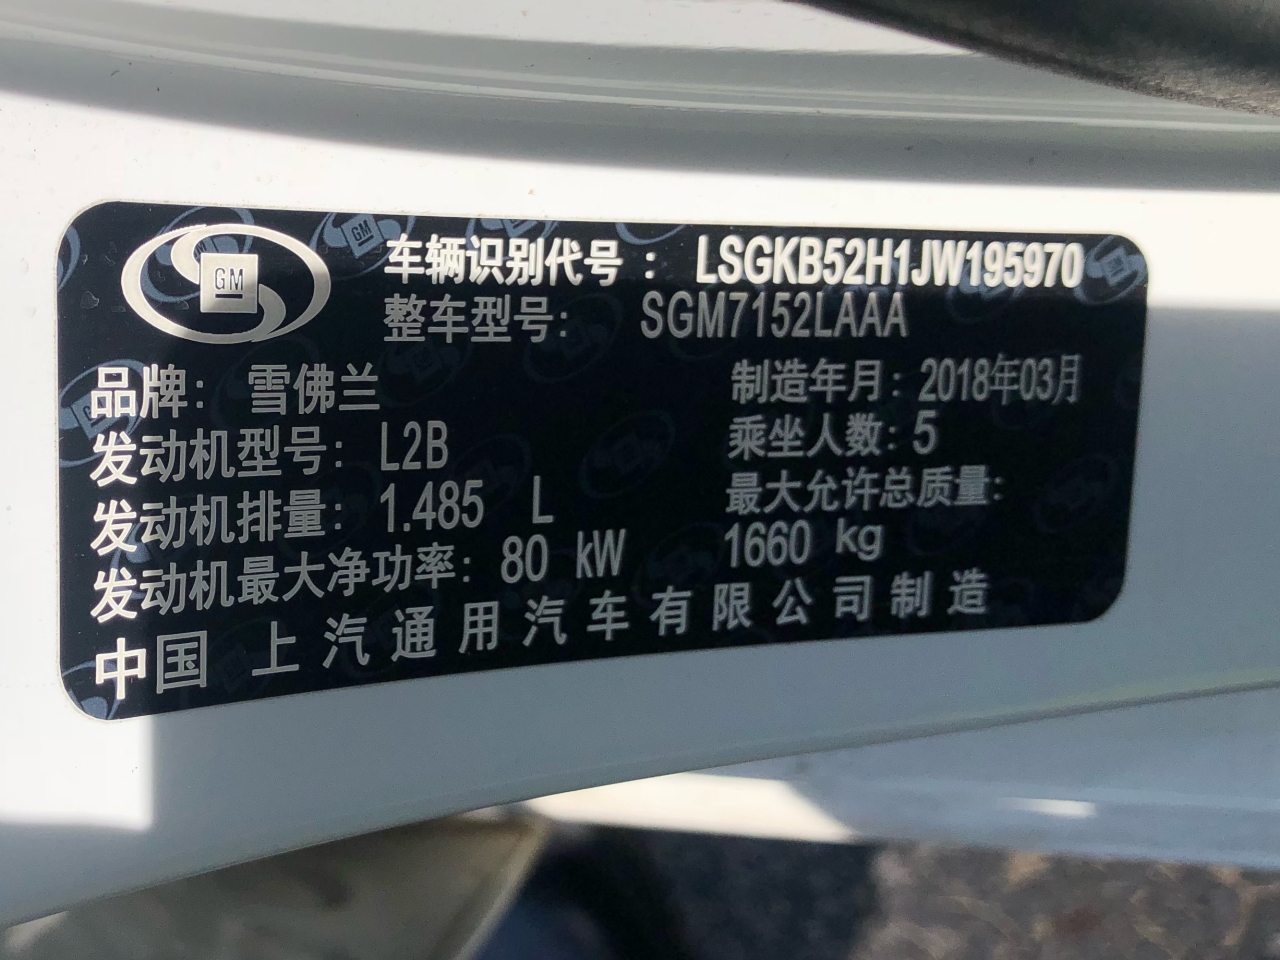 GM
车辆识别代号： LSGKB52H1JW195970
整车型号： SGM7152LAAA
品牌：雪佛兰
制造年月：2018年03月
发动机型号：L2B
乘坐人数：5
发动机排量：1.485 L
最大允许总质量：
1660 kg
发动机最大净功率：80 kW
中国 上汽通用汽车有限公司制造